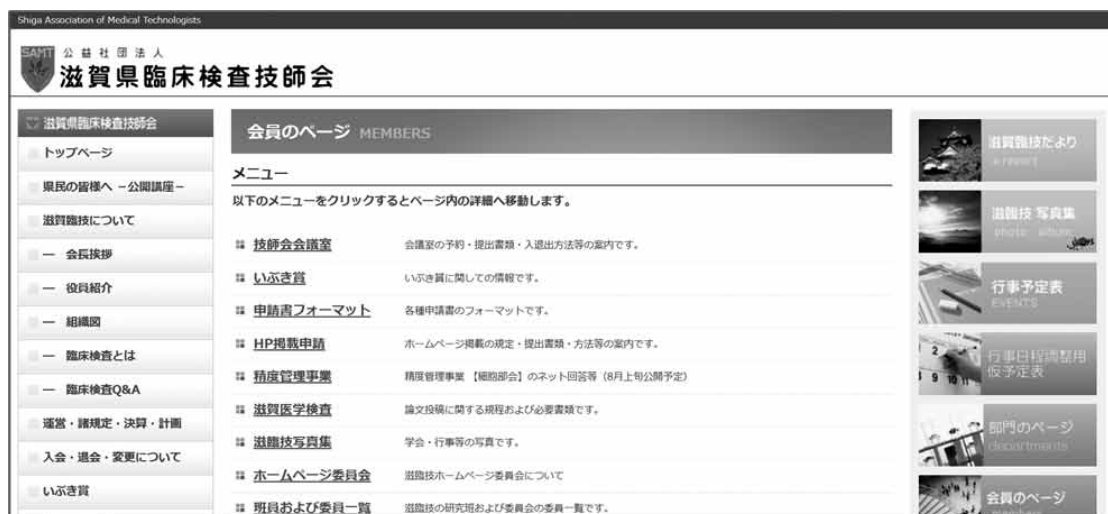 Shiga Association of Medical Technologists
SAMT
公益社団法人
滋賀県臨床検査技師会
滋賀県臨床検査技師会
トップページ
県民の皆様へ －公開講座－
滋賀臨技について
― 会長挨拶
― 役員紹介
― 組織図
― 臨床検査とは
― 臨床検査Q&A
運営・諸規定・決算・計画
入会・退会・変更について
いぶき賞
会員のページ MEMBERS
メニュー
以下のメニューをクリックするとページ内の詳細へ移動します。
技師会会議室 会議室の予約・提出書類・入退出方法等の案内です。
いぶき賞 いぶき賞に関しての情報です。
申請書フォーマット 各種申請書のフォーマットです。
HP掲載申請 ホームページ掲載の規定・提出書類・方法等の案内です。
精度管理事業 精度管理事業 【細胞部会】のネット回答等（8月上旬公開予定）
滋賀医学検査 論文投稿に関する規程および必要書類です。
滋臨技写真集 学会・行事等の写真です。
ホームページ委員会 滋臨技ホームページ委員会について
班員および委員一覧 滋臨技の研究班および委員会の委員一覧です。
滋賀臨技だより
滋臨技 写真集
photo album
行事予定表
EVENTS
行事日程調整用
仮予定表
部門のページ
departments
会員のページ
members